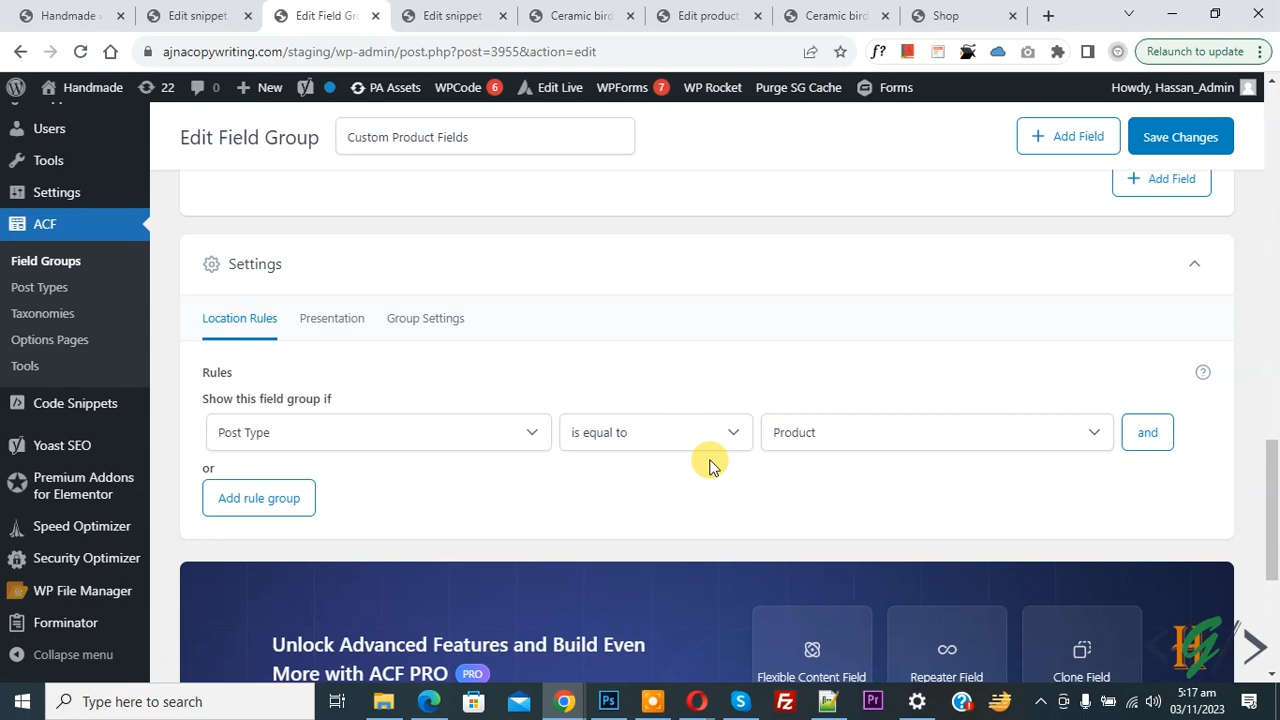 Handmade
Edit snippet
Edit Field Gr
Edit snippet
Ceramic bird
Edit product
Ceramic bird
Shop
ajnacopywriting.com/staging/wp-admin/post.php?post=3955&action=edit
Relaunch to update
Handmade
22
0
New
PA Assets
WPCode 6
Edit Live
WPForms 7
WP Rocket
Purge SG Cache
Forms
Howdy, Hassan_Admin
Users
Tools
Settings
ACF
Field Groups
Post Types
Taxonomies
Options Pages
Tools
Code Snippets
Yoast SEO
Premium Addons
for Elementor
Speed Optimizer
Security Optimizer
WP File Manager
Forminator
Collapse menu
Edit Field Group
Custom Product Fields
+ Add Field
Save Changes
+ Add Field
Settings
Location Rules
Presentation
Group Settings
Rules
Show this field group if
Post Type
is equal to
Product
and
or
Add rule group
Unlock Advanced Features and Build Even
More with ACF PRO PRO
Flexible Content Field
Repeater Field
Clone Field
Type here to search
5:17 am
03/11/2023